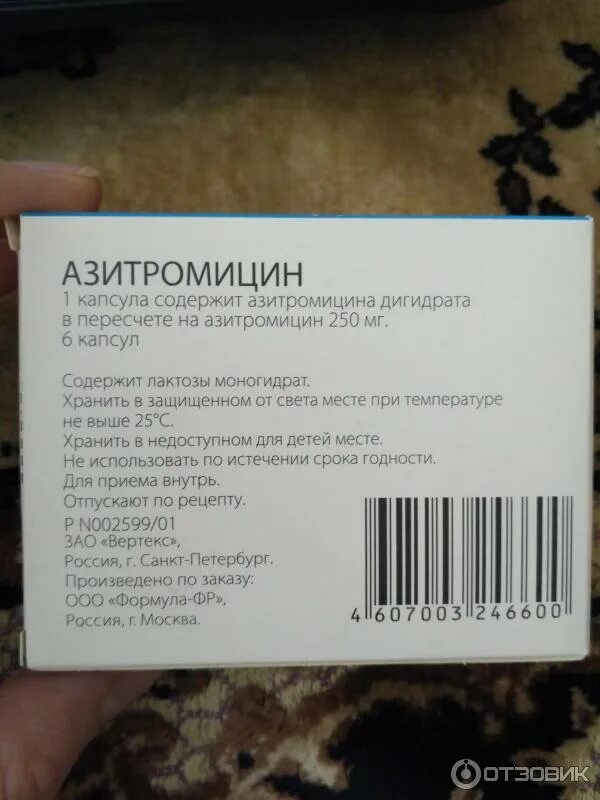 АЗИТРОМИЦИН
1 капсула содержит азитромицина дигидрата
в пересчете на азитромицин 250 мг.
6 капсул
Содержит лактозы моногидрат.
Хранить в защищенном от света месте при температуре
не выше 25°С.
Хранить в недоступном для детей месте.
Не использовать по истечении срока годности.
Для приема внутрь.
Отпускают по рецепту.
Р N002599/01
ЗАО «Вертекс»,
Россия, г. Санкт-Петербург.
Произведено по заказу:
ООО «Формула-ФР»,
Россия, г. Москва.
4 607003 246600
ОТЗОВИК